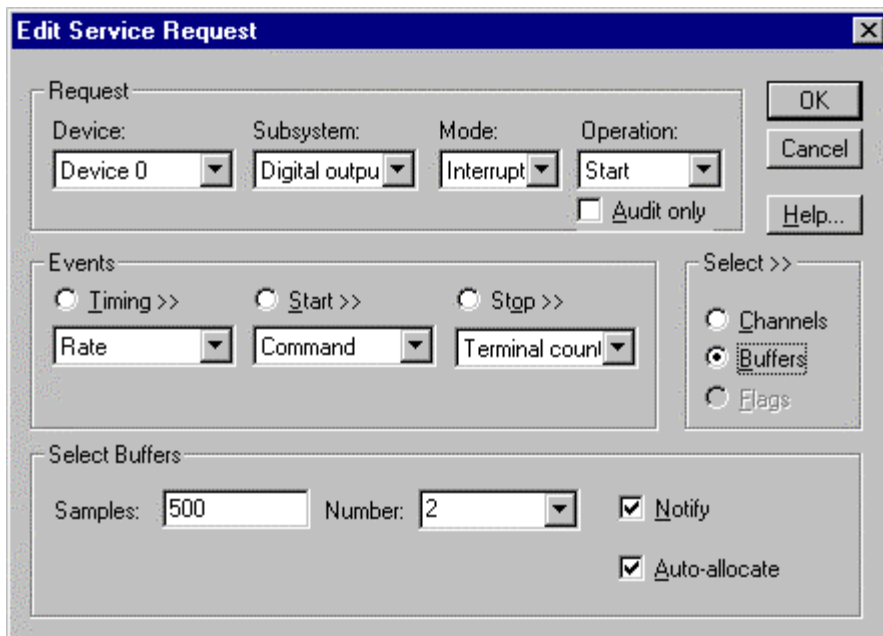 Edit Service Request
Request
Device: Subsystem: Mode: Operation:
Device 0 Digital outpu Interrupt Start
Audit only
OK
Cancel
Help...
Events
Timing >> Start >> Stop >>
Rate Command Terminal count
Select >>
Channels
Buffers
Flags
Select Buffers
Samples: 500 Number: 2 Notify
Auto-allocate